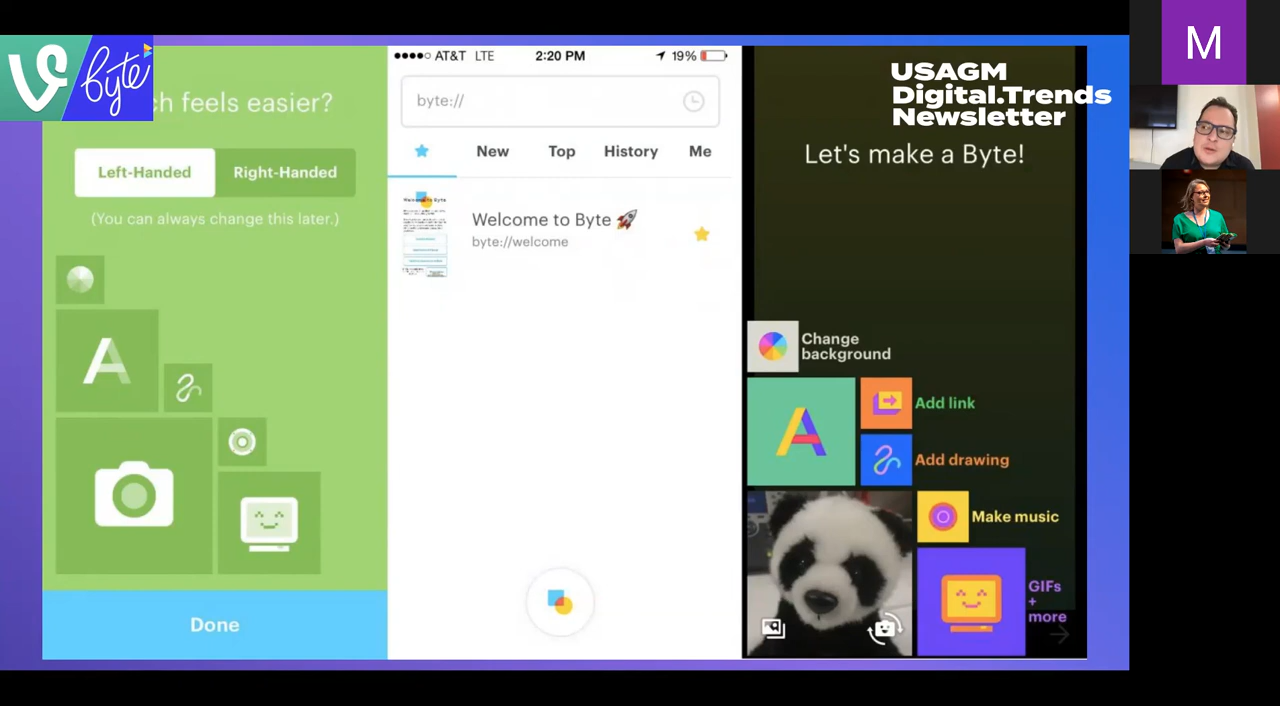 V byte
ch feels easier?
Left-Handed
Right-Handed
(You can always change this later.)
A
Done
AT&T LTE
2:20 PM
19%
byte://
New
Top
History
Me
Welcome to Byte 🚀
byte://welcome
USAGM
Digital.Trends
Newsletter
Let's make a Byte!
Change
background
A
Add link
Add drawing
Make music
GIFs
+
more
M